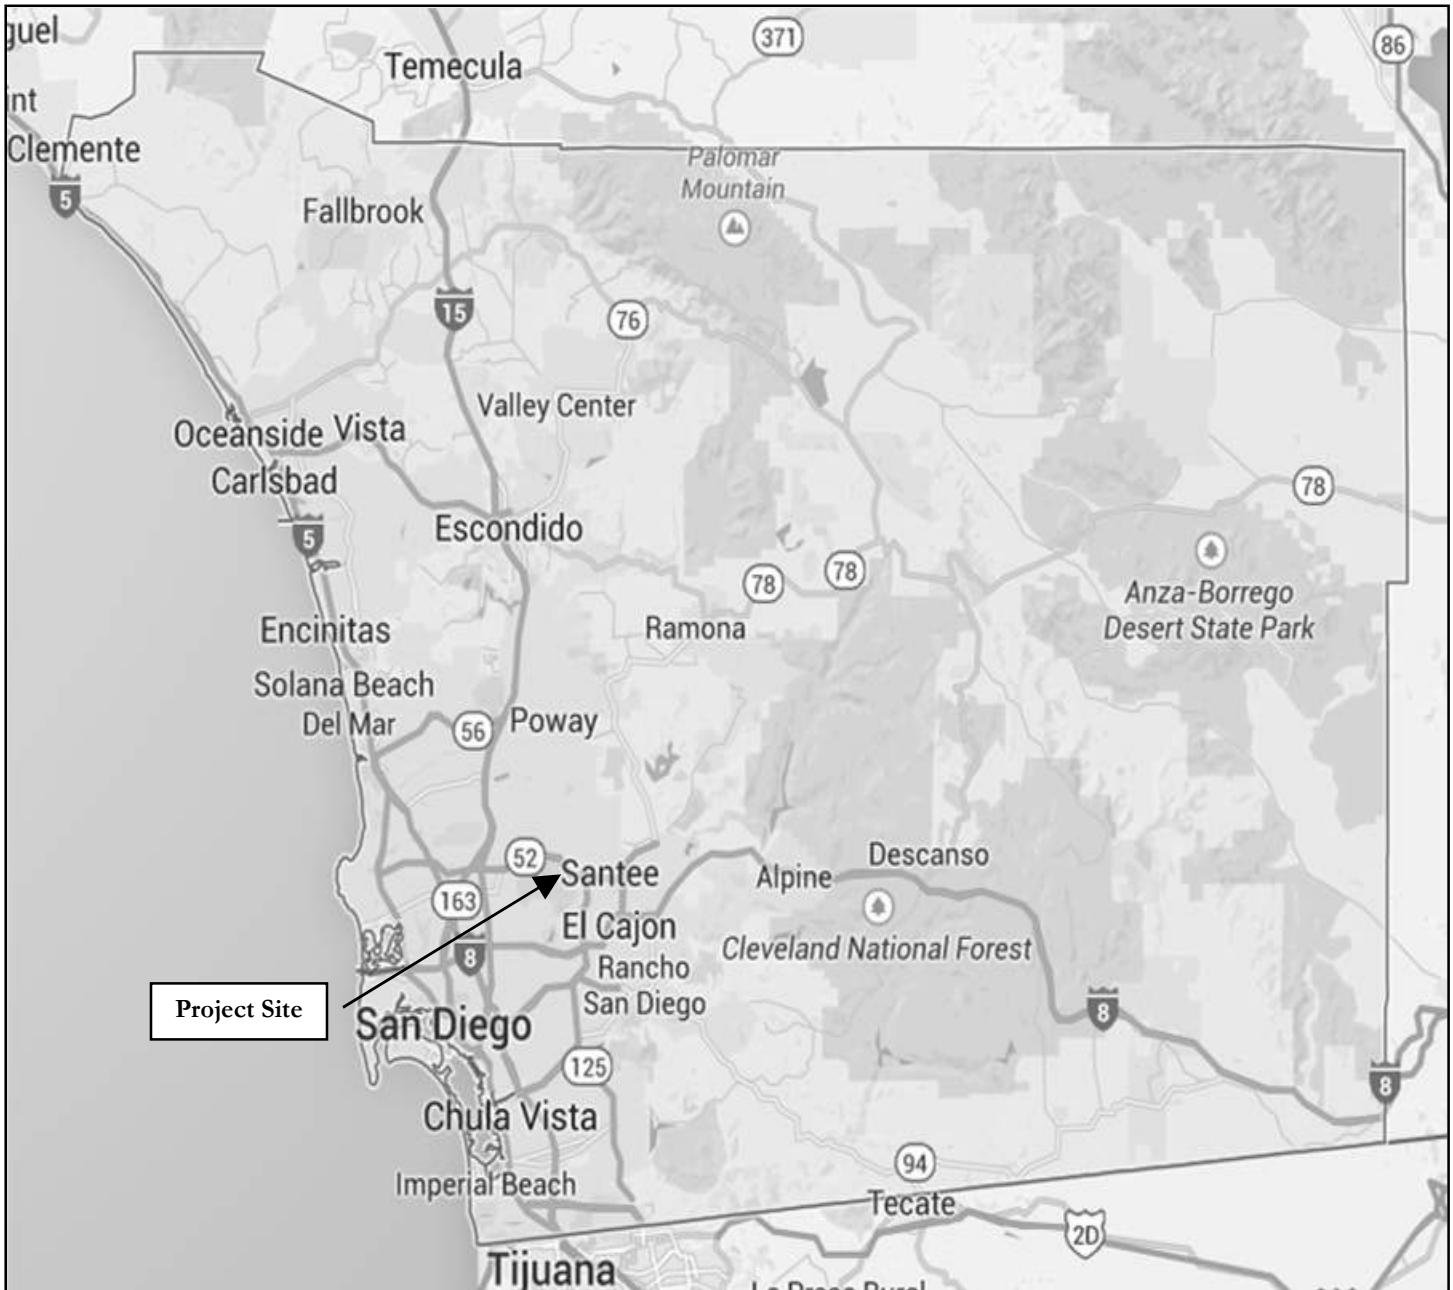 guel
371
86
Temecula
int
Clemente
Palomar
Mountain
5
Fallbrook
15
76
Valley Center
Oceanside
Vista
Carlsbad
78
Escondido
5
78
78
Anza-Borrego
Desert State Park
Encinitas
Ramona
Solana Beach
Del Mar
56
Poway
52
Santee
Alpine
Descanso
163
El Cajon
Cleveland National Forest
8
Rancho
San Diego
Project Site
San Diego
8
125
8
Chula Vista
94
Imperial Beach
Tecate
2D
Tijuana